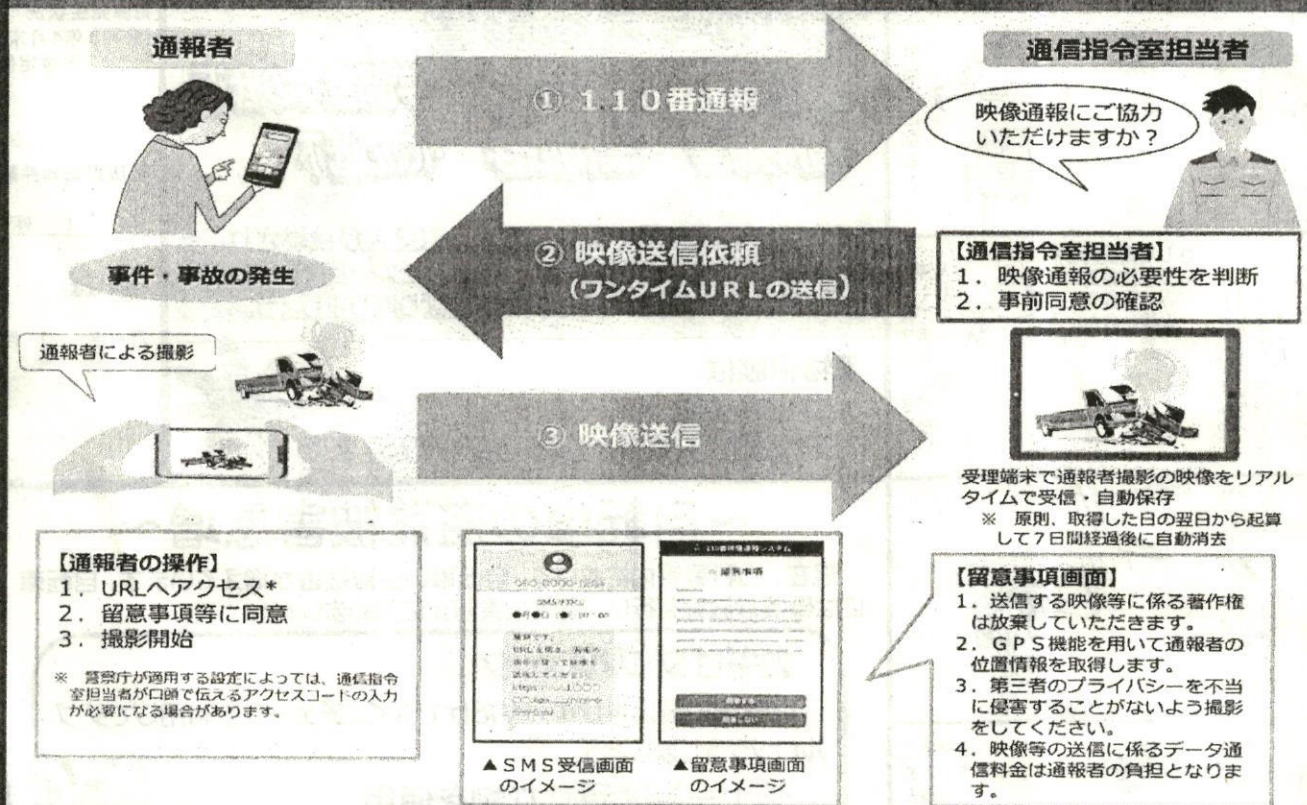 通報者
通信指令室担当者
① 1.10番通報
映像通報にご協力
いただけますか?
② 映像送信依頼
(ワンタイムURLの送信)
事件・事故の発生
【通信指令室担当者】
1. 映像通報の必要性を判断
2. 事前同意の確認
通報者による撮影
③ 映像送信
受理端末で通報者撮影の映像をリアル
タイムで受信・自動保存
※ 原則、取得した日の翌日から起算
して7日間経過後に自動消去
【通報者の操作】
1. URLへアクセス*
2. 留意事項等に同意
3. 撮影開始
※ 警察庁が適用する設定によっては、通信指令
室担当者が口頭で伝えるアクセスコードの入力
が必要になる場合があります。
留意事項
▲SMS受信画面
のイメージ
▲留意事項画面
のイメージ
【留意事項画面】
1. 送信する映像等に係る著作権
は放棄していただきます。
2. GPS機能を用いて通報者の
位置情報を取得します。
3. 第三者のプライバシーを不当
に侵害することがないよう撮影
をしてください。
4. 映像等の送信に係るデータ通
信料金は通報者の負担となりま
す。